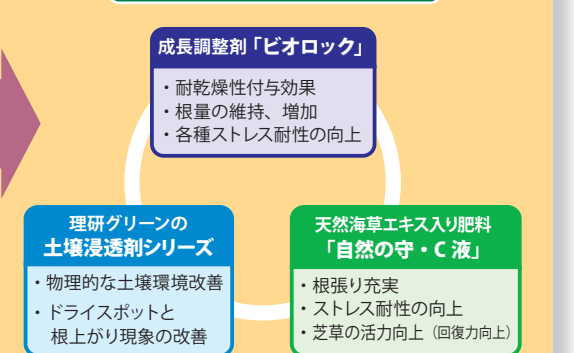 成長調整剤「ビオロック」
・耐乾燥性付与効果
・根量の維持、増加
・各種ストレス耐性の向上
理研グリーンの
土壌浸透剤シリーズ
・物理的な土壌環境改善
・ドライスポットと
根上がり現象の改善
天然海草エキス入り肥料
「自然の守・C 液」
・根張り充実
・ストレス耐性の向上
・芝草の活力向上（回復力向上）